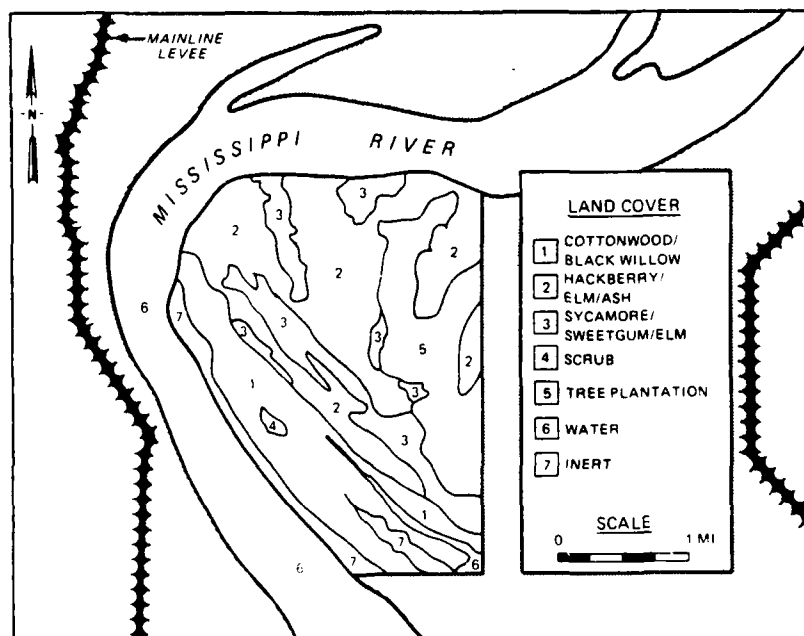 MAINLINE
LEVEE
N
MISSISSIPPI RIVER
3
3
2
2
2
6
7
3
3
3
5
2
1
2
3
4
3
1
7
6
7
6
LAND COVER
1 COTTONWOOD/
BLACK WILLOW
2 HACKBERRY/
ELM/ASH
3 SYCAMORE/
SWEETGUM/ELM
4 SCRUB
5 TREE PLANTATION
6 WATER
7 INERT
SCALE
0 1 MI